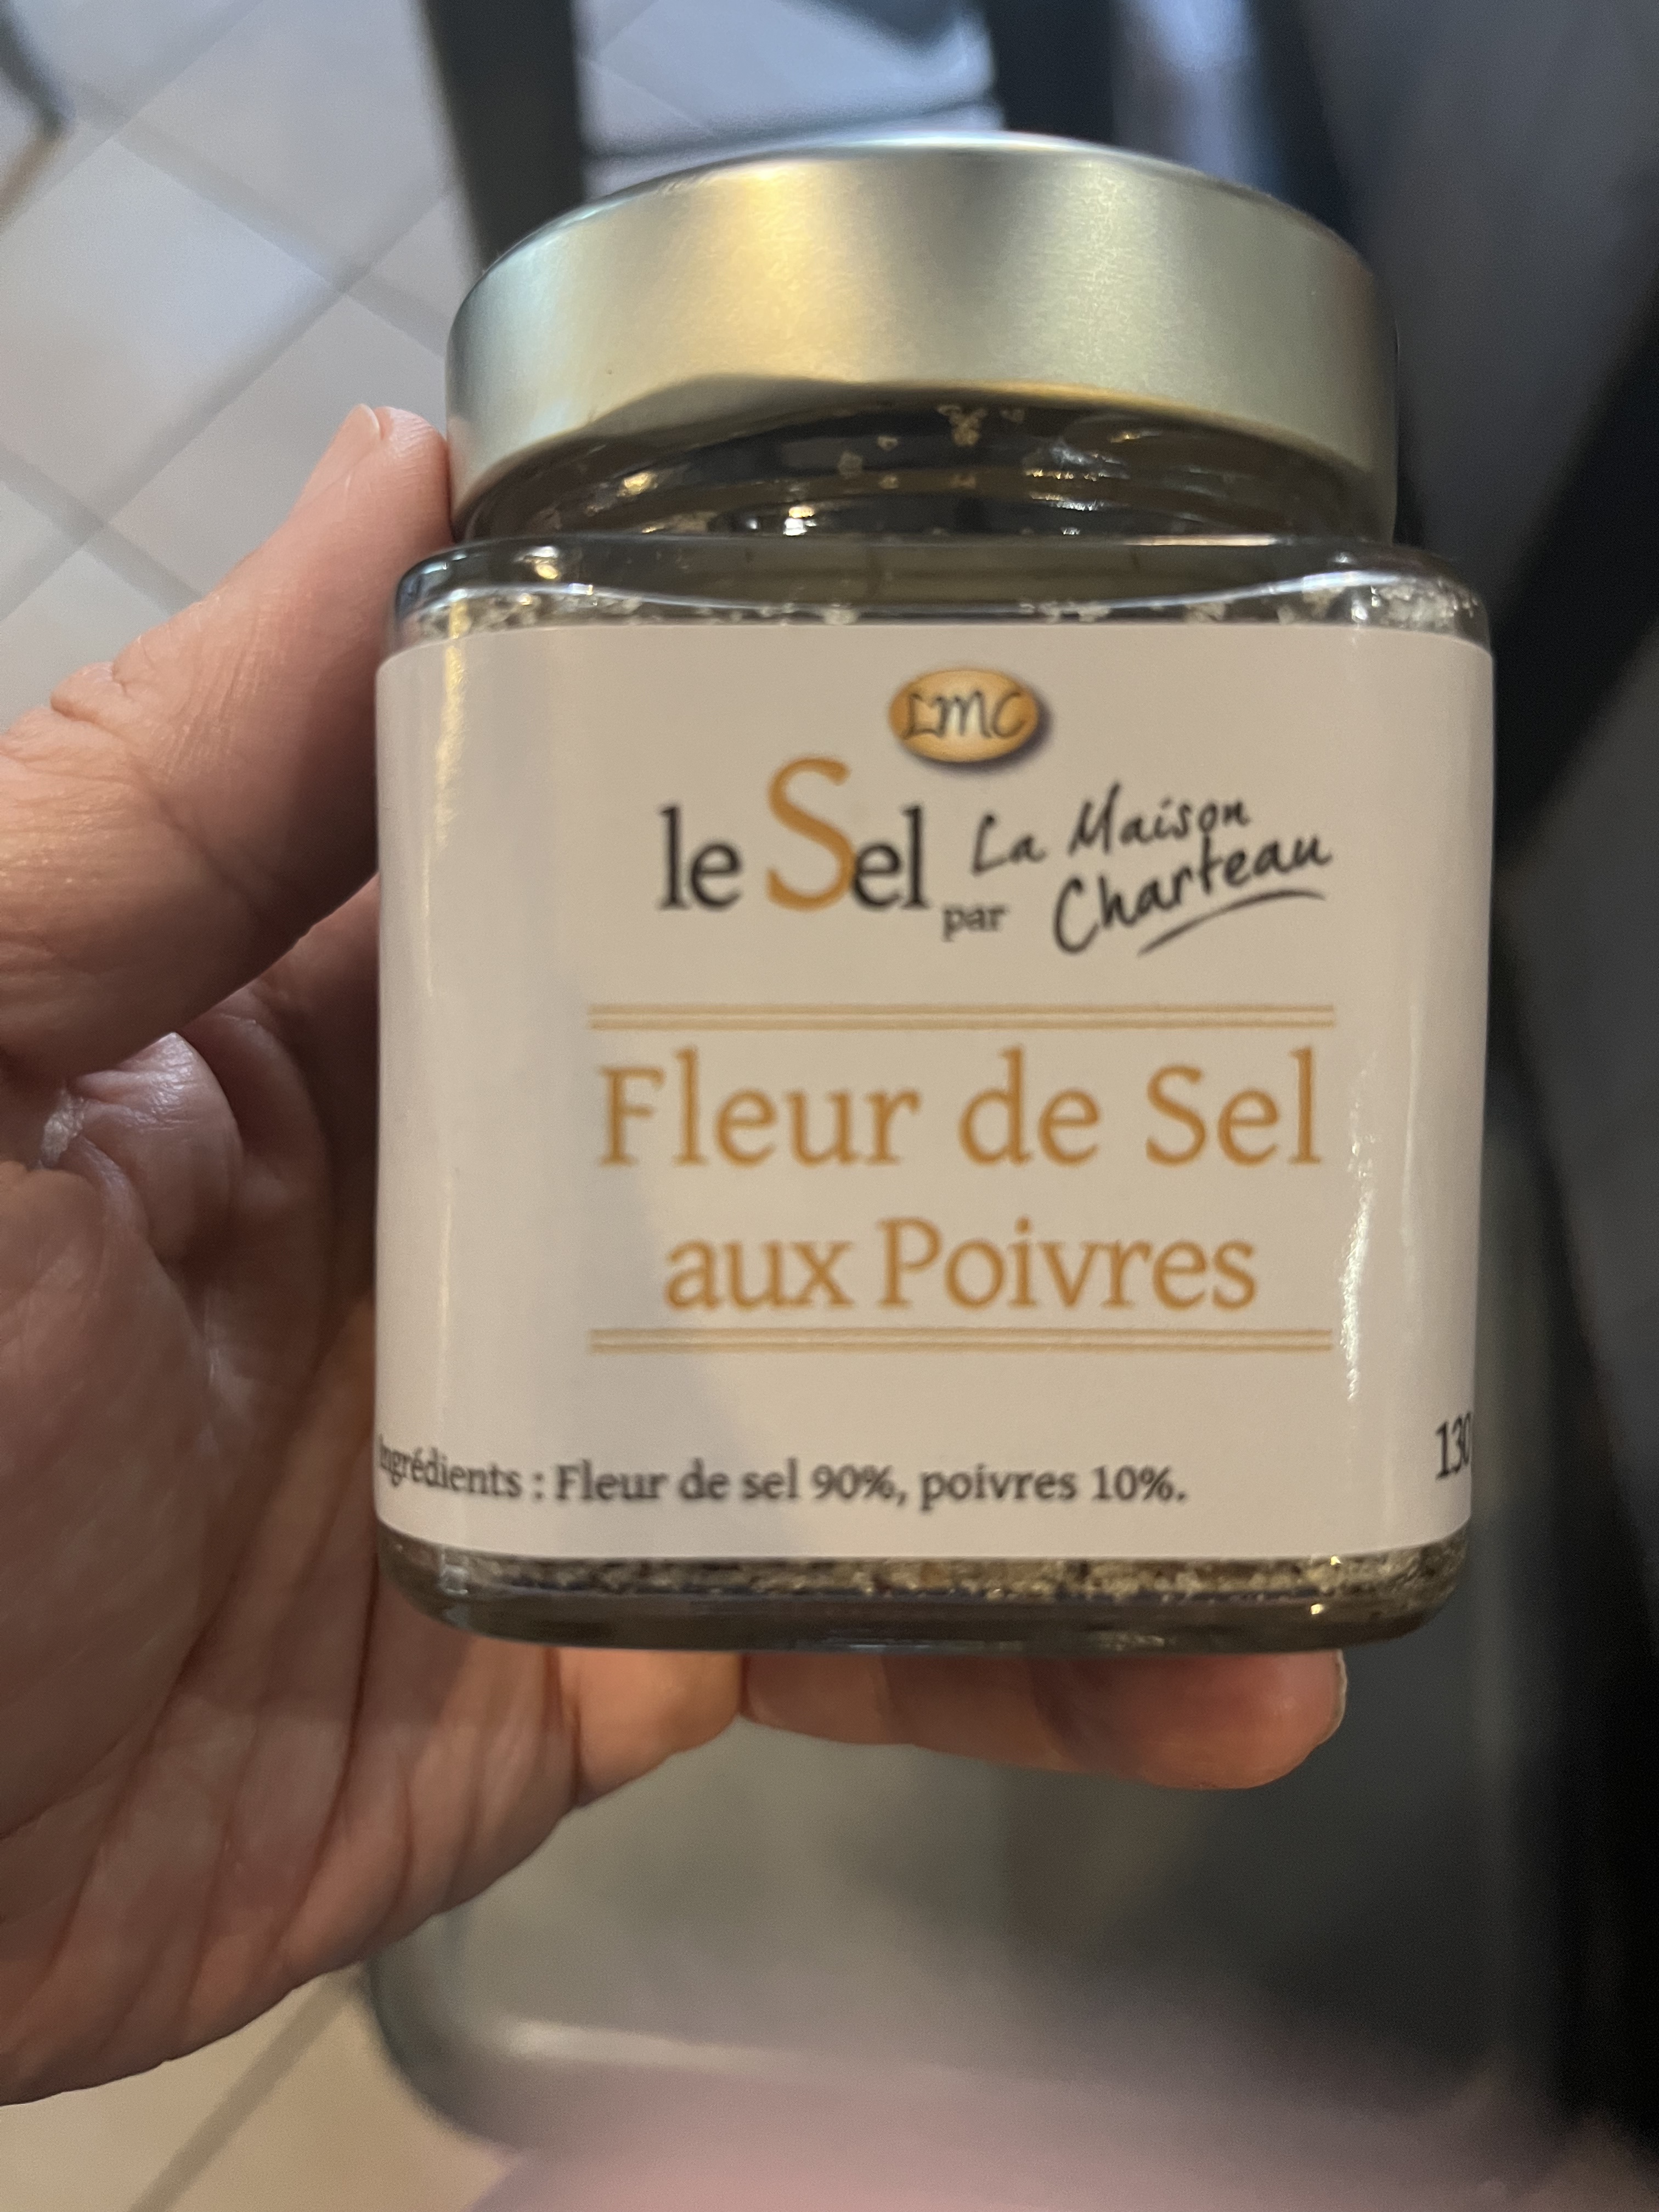 LMC
le Sel par La Maison Charteau
Fleur de Sel
aux Poivres
Ingrédients : Fleur de sel 90%, poivres 10%.
130